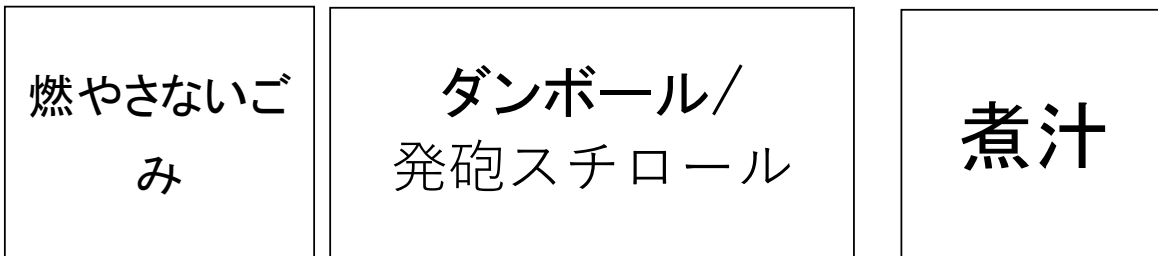 燃やさないご
み
ダンボール/
発砲スチロール
煮汁